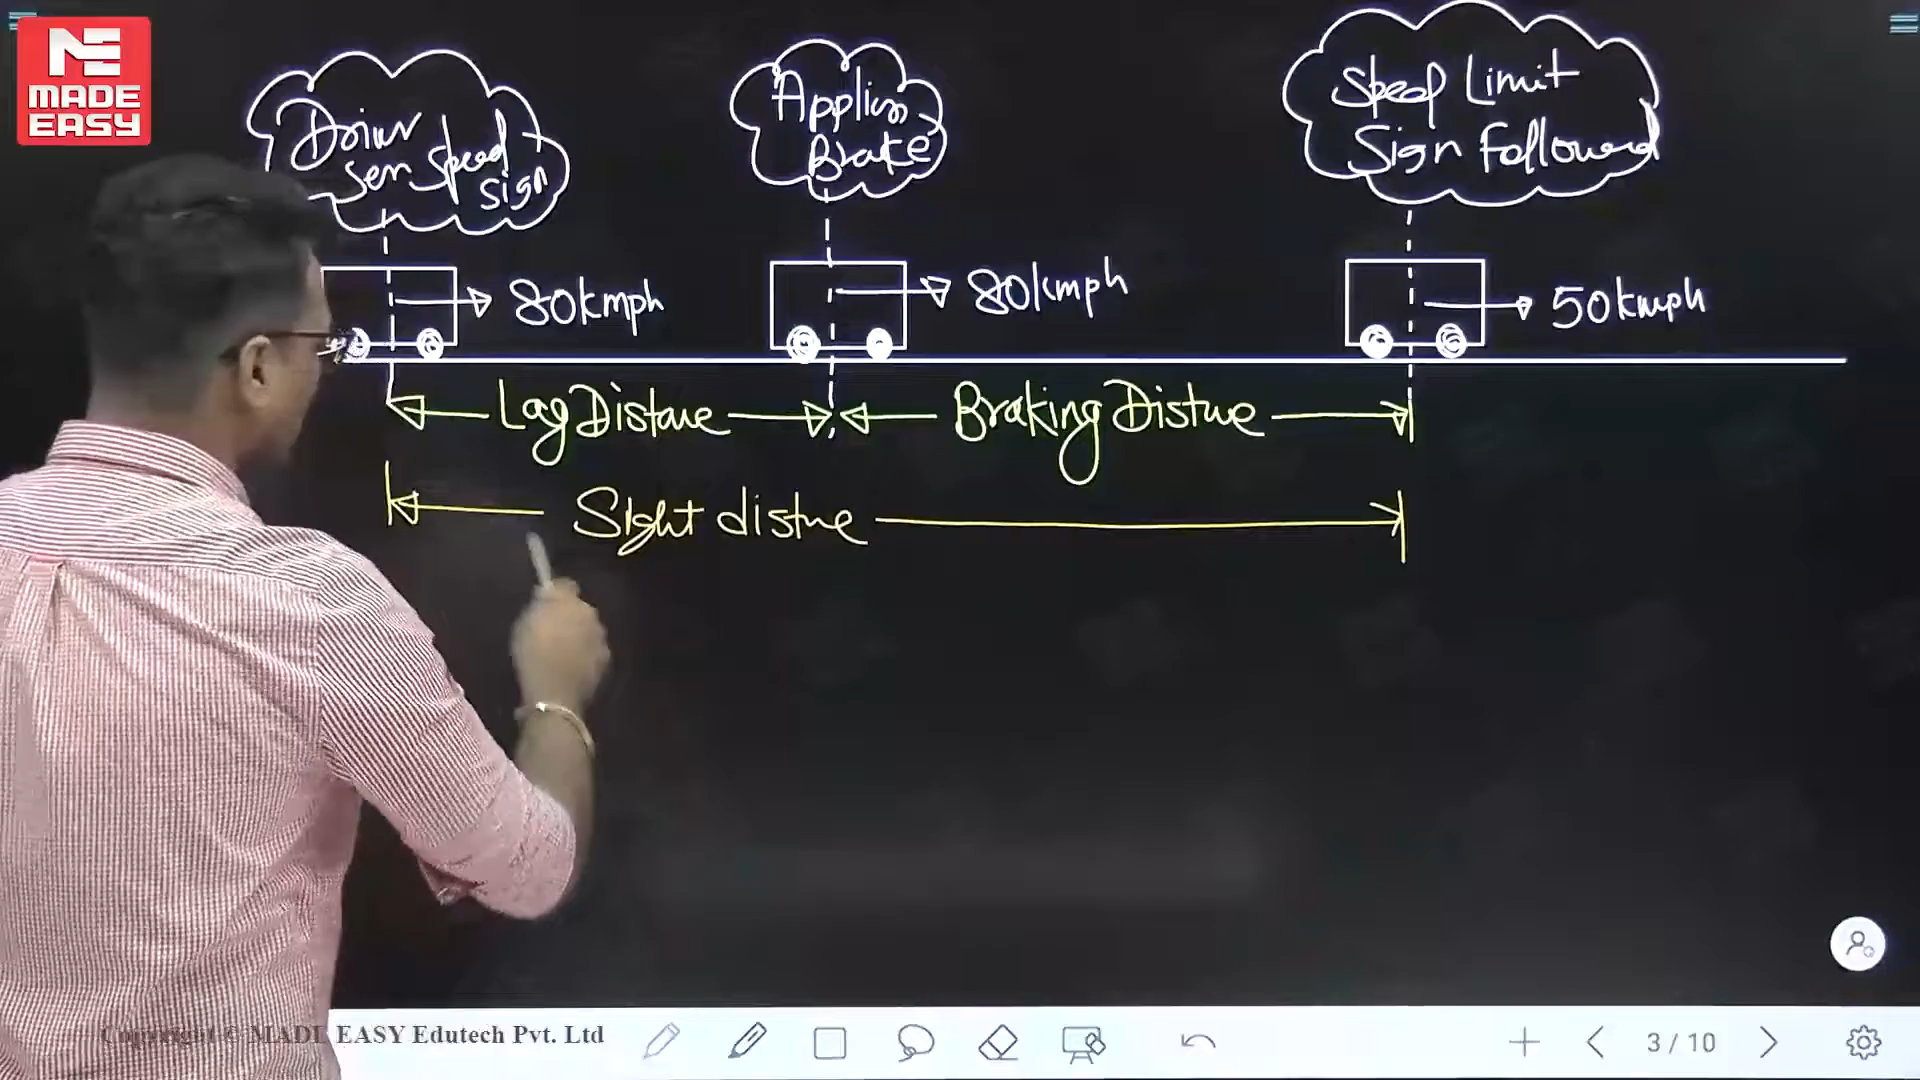 MADE
EASY
Driver
seen speed
sign
Applies
Brake
Speed Limit
Sign Followed
80kmph
80kmph
50kmph
Lag Distance
Braking Distance
Sight distance
Copyright © MADE EASY Edutech Pvt. Ltd
3 / 10